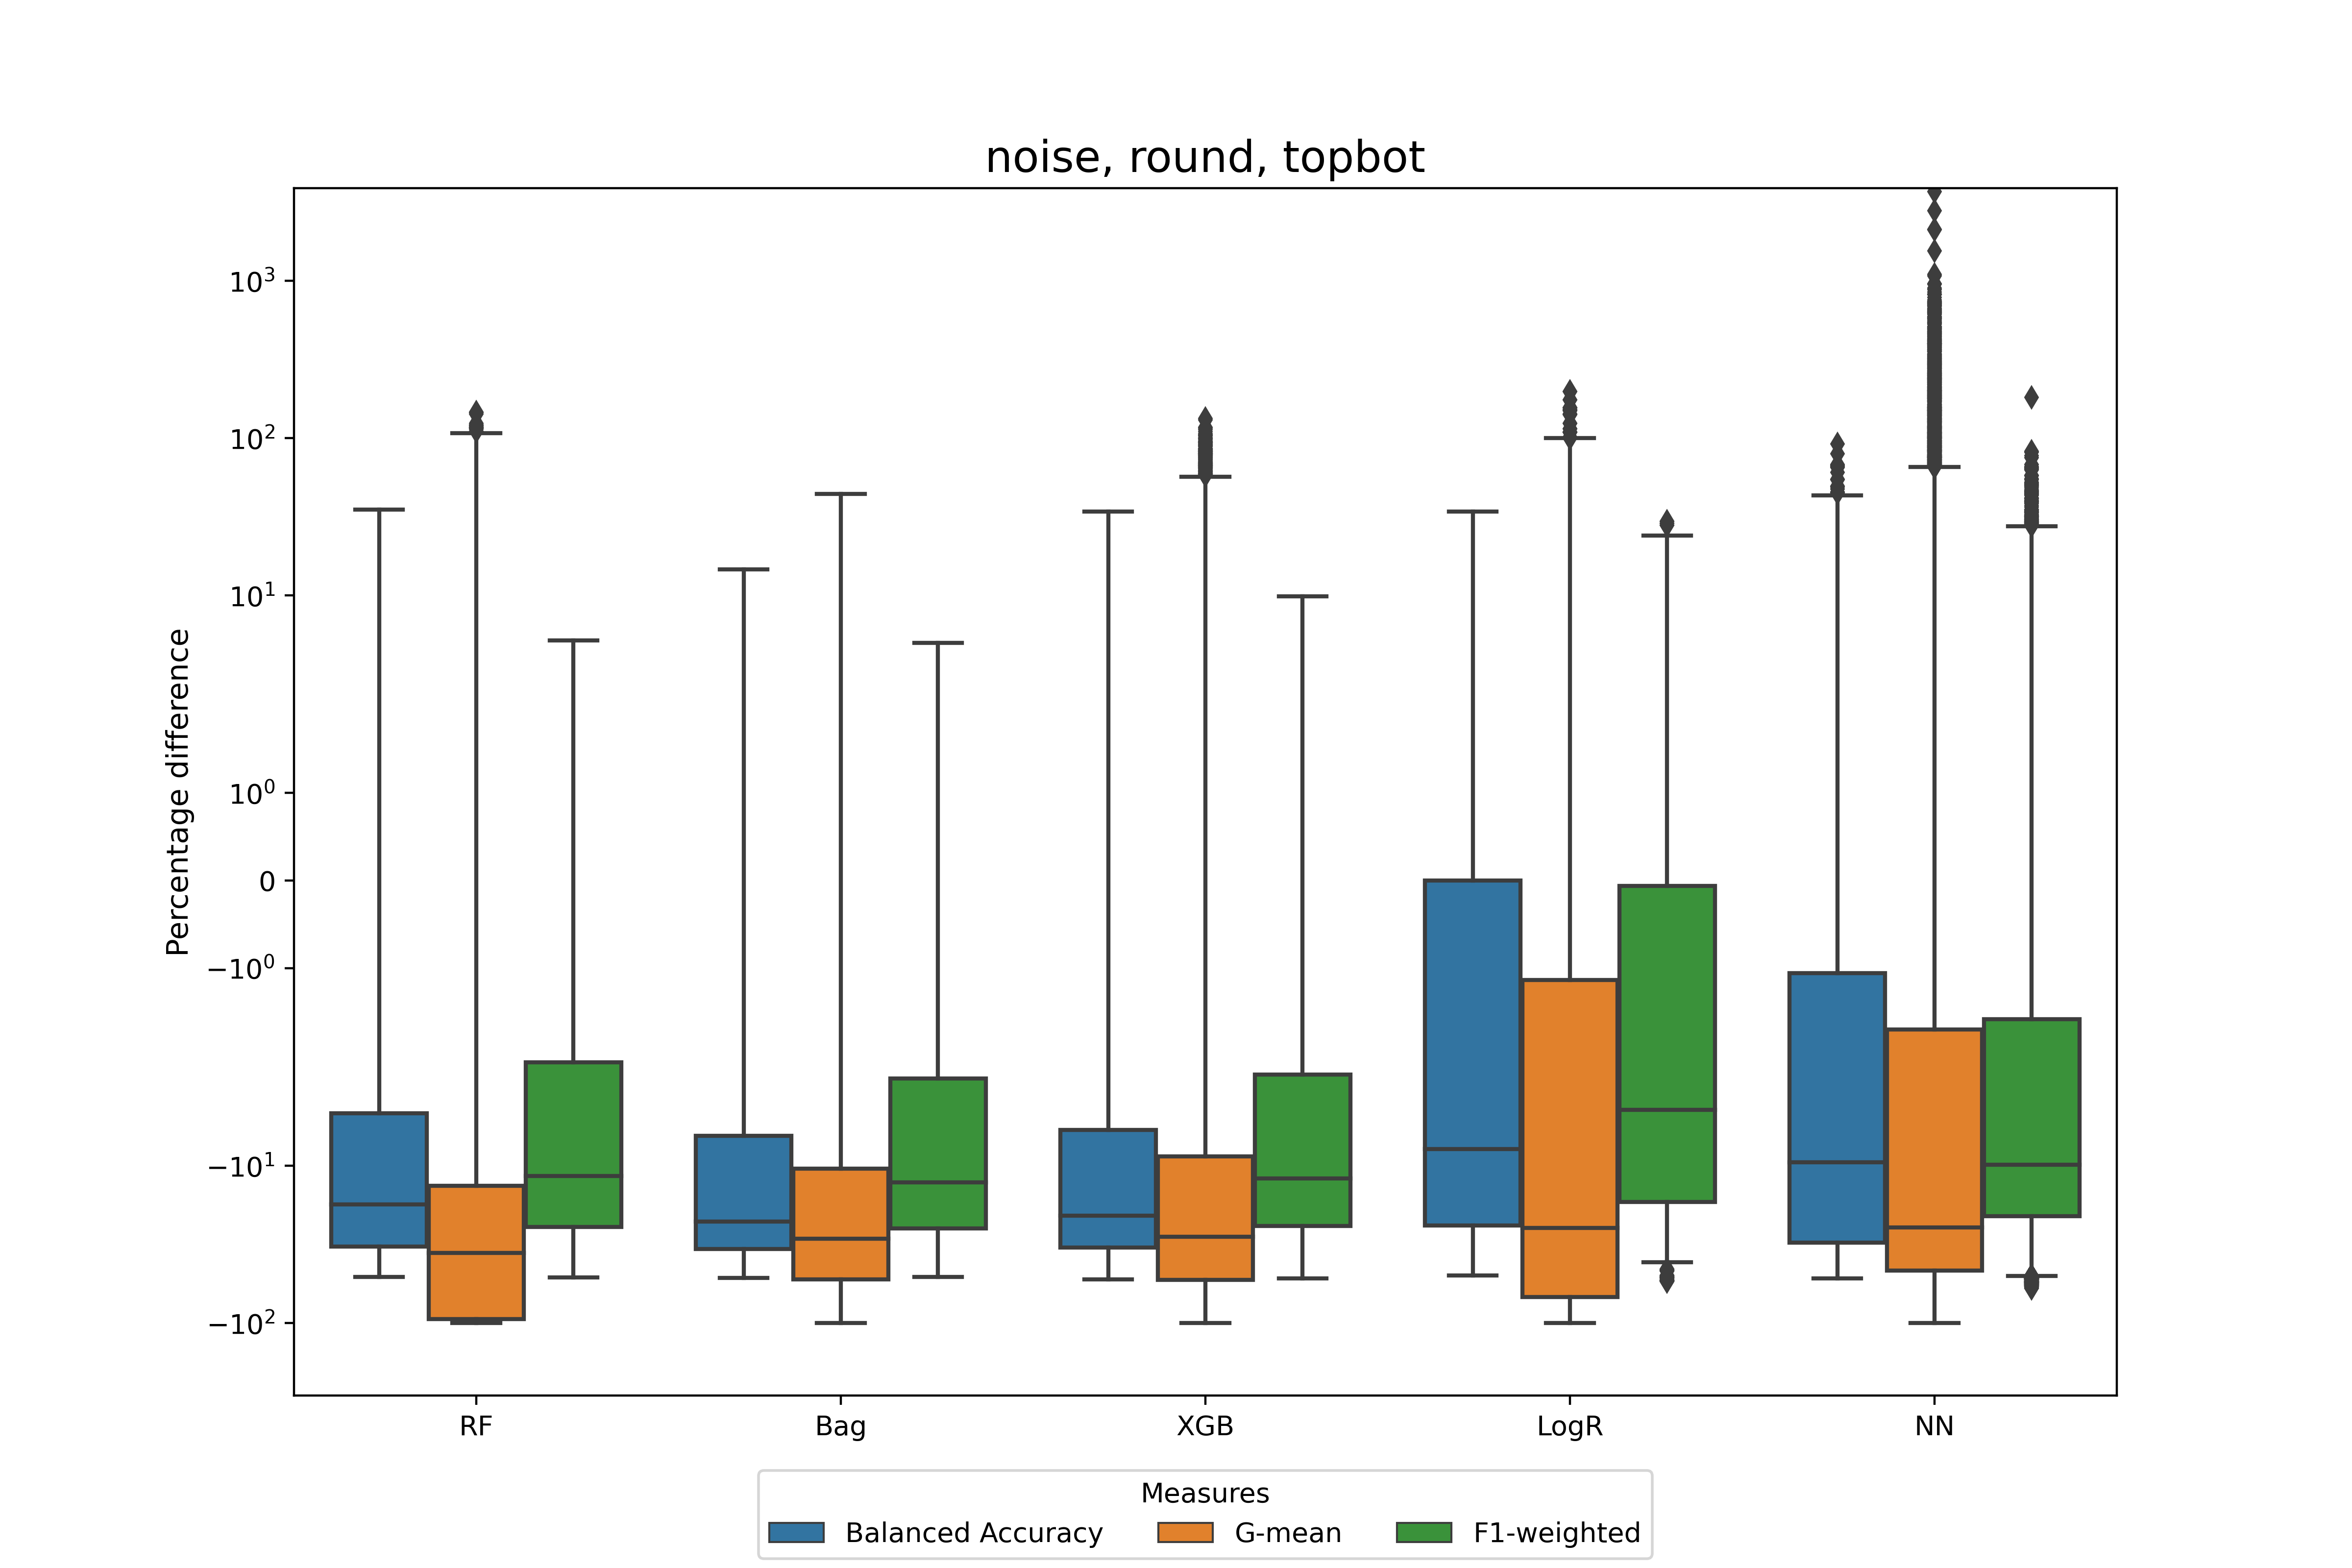 noise, round, topbot
Percentage difference
10³
10²
10¹
10⁰
0
−10⁰
−10¹
−10²
RF Bag XGB LogR NN
Measures
Balanced Accuracy G-mean F1-weighted